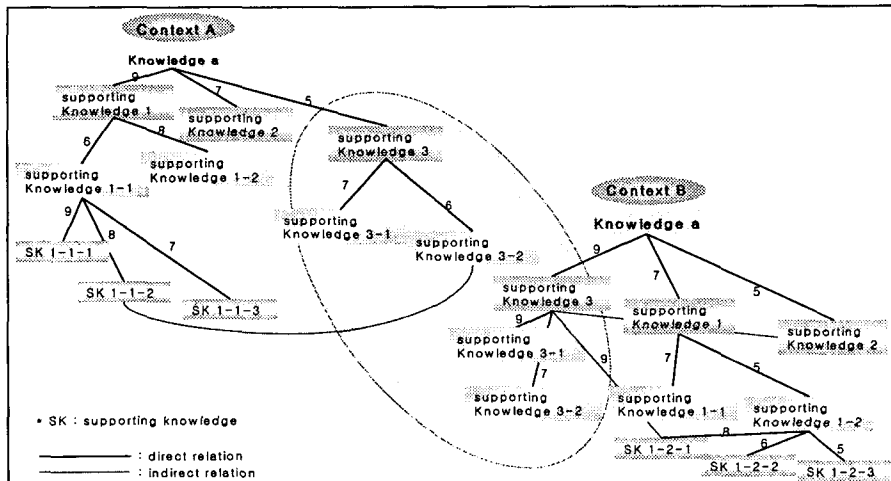 Context A
Knowledge a
9
7
5
supporting
Knowledge 1
supporting
Knowledge 2
supporting
Knowledge 3
6
8
supporting
Knowledge 1-1
supporting
Knowledge 1-2
7
6
supporting
Knowledge 3-1
supporting
Knowledge 3-2
9
8
7
SK 1-1-1
SK 1-1-2
SK 1-1-3
Context B
Knowledge a
9
7
5
supporting
Knowledge 3
supporting
Knowledge 1
supporting
Knowledge 2
9
supporting
Knowledge 3-1
9
7
5
7
supporting
Knowledge 3-2
supporting
Knowledge 1-1
supporting
Knowledge 1-2
8
6
5
SK 1-2-1
SK 1-2-2
SK 1-2-3
* SK : supporting knowledge
: direct relation
: indirect relation